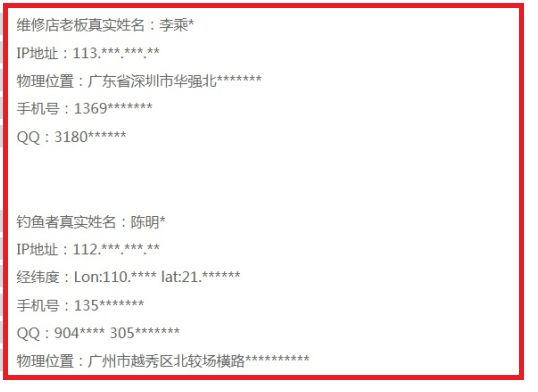 维修店老板真实姓名：李乘*
IP地址：113.***.***.**
物理位置：广东省深圳市华强北*******
手机号：1369*******
QQ：3180******
钓鱼者真实姓名：陈明*
IP地址：112.***.***.**
经纬度：Lon:110.**** lat:21.******
手机号：135*******
QQ：904**** 305*******
物理位置：广州市越秀区北较场横路**********